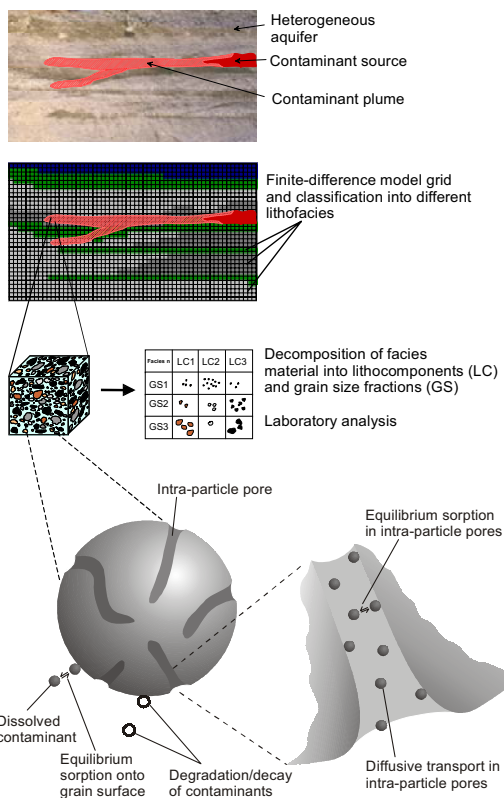 Heterogeneous
aquifer
Contaminant source
Contaminant plume
Finite-difference model grid
and classification into different
lithofacies
Facies n LC1 LC2 LC3
GS1
GS2
GS3
Decomposition of facies
material into lithocomponents (LC)
and grain size fractions (GS)
Laboratory analysis
Intra-particle pore
Equilibrium sorption
in intra-particle pores
Dissolved
contaminant
Equilibrium
sorption onto
grain surface
Degradation/decay
of contaminants
Diffusive transport in
intra-particle pores